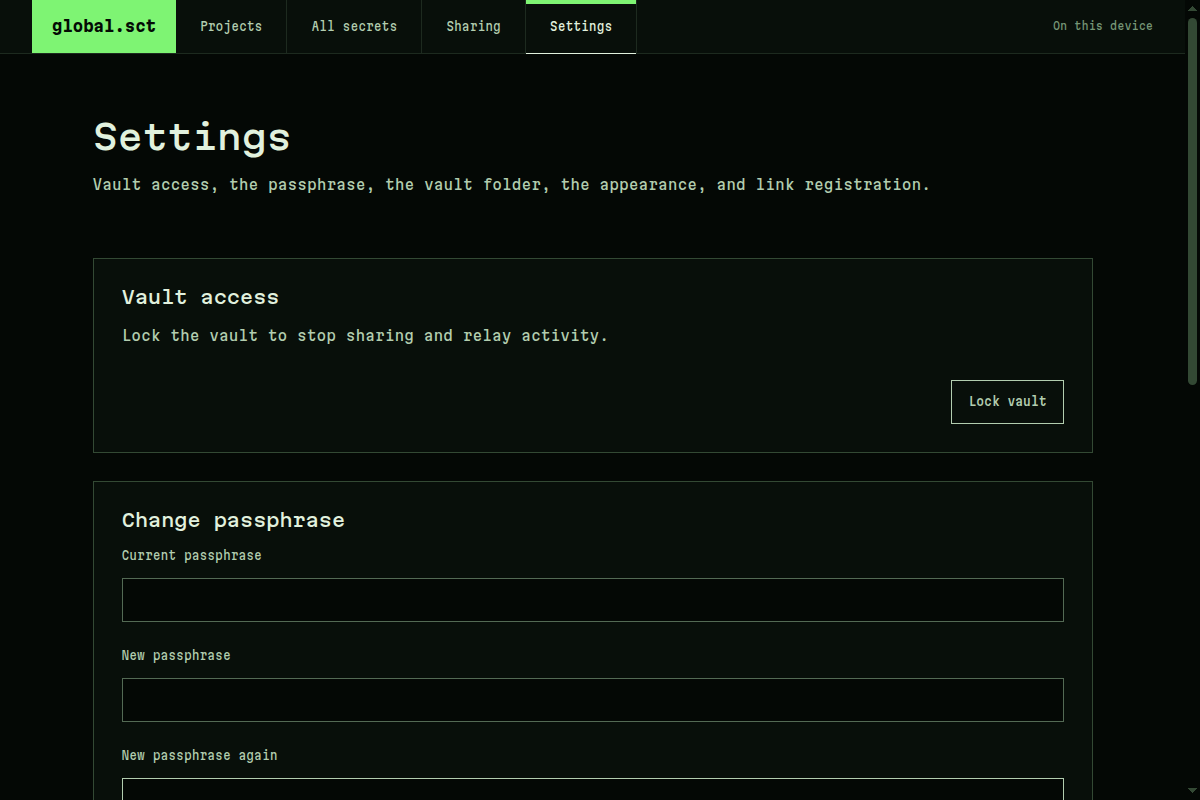 global.sct
Projects
All secrets
Sharing
Settings
On this device
Settings
Vault access, the passphrase, the vault folder, the appearance, and link registration.
Vault access
Lock the vault to stop sharing and relay activity.
Lock vault
Change passphrase
Current passphrase
New passphrase
New passphrase again